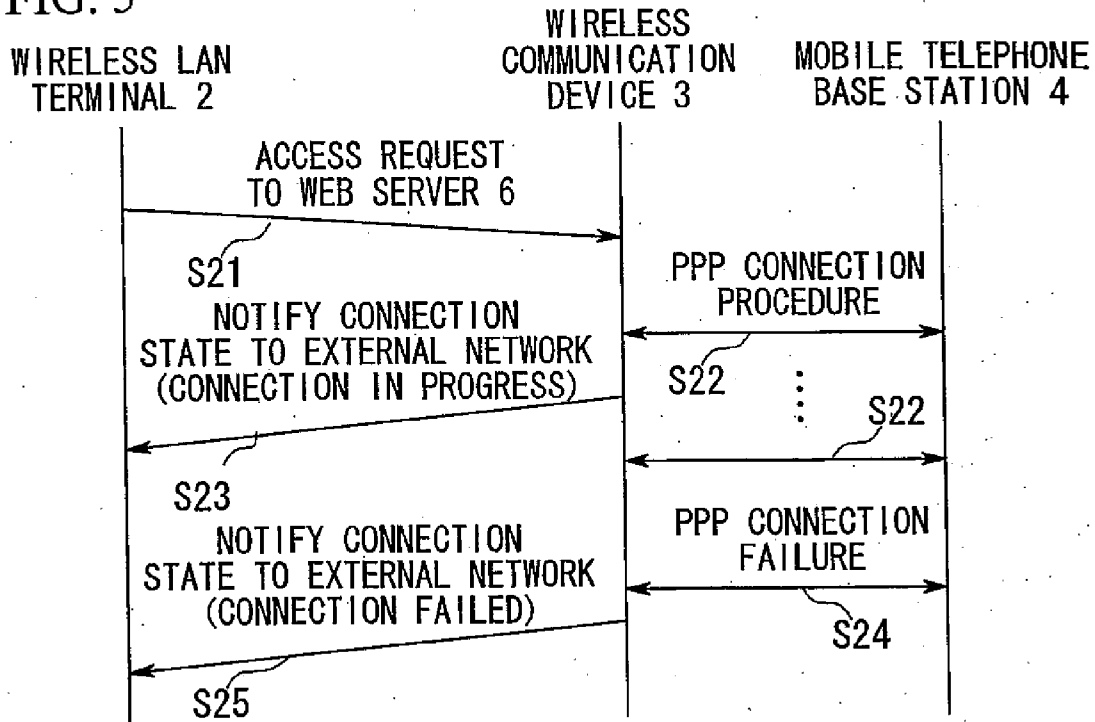 FIG.
WIRELESS LAN
TERMINAL 2
WIRELESS
COMMUNICATION
DEVICE 3
MOBILE TELEPHONE
BASE STATION 4
ACCESS REQUEST
TO WEB SERVER 6
S21
PPP CONNECTION
PROCEDURE
S22
NOTIFY CONNECTION
STATE TO EXTERNAL NETWORK
(CONNECTION IN PROGRESS)
S22
S23
PPP CONNECTION
FAILURE
S24
NOTIFY CONNECTION
STATE TO EXTERNAL NETWORK
(CONNECTION FAILED)
S25